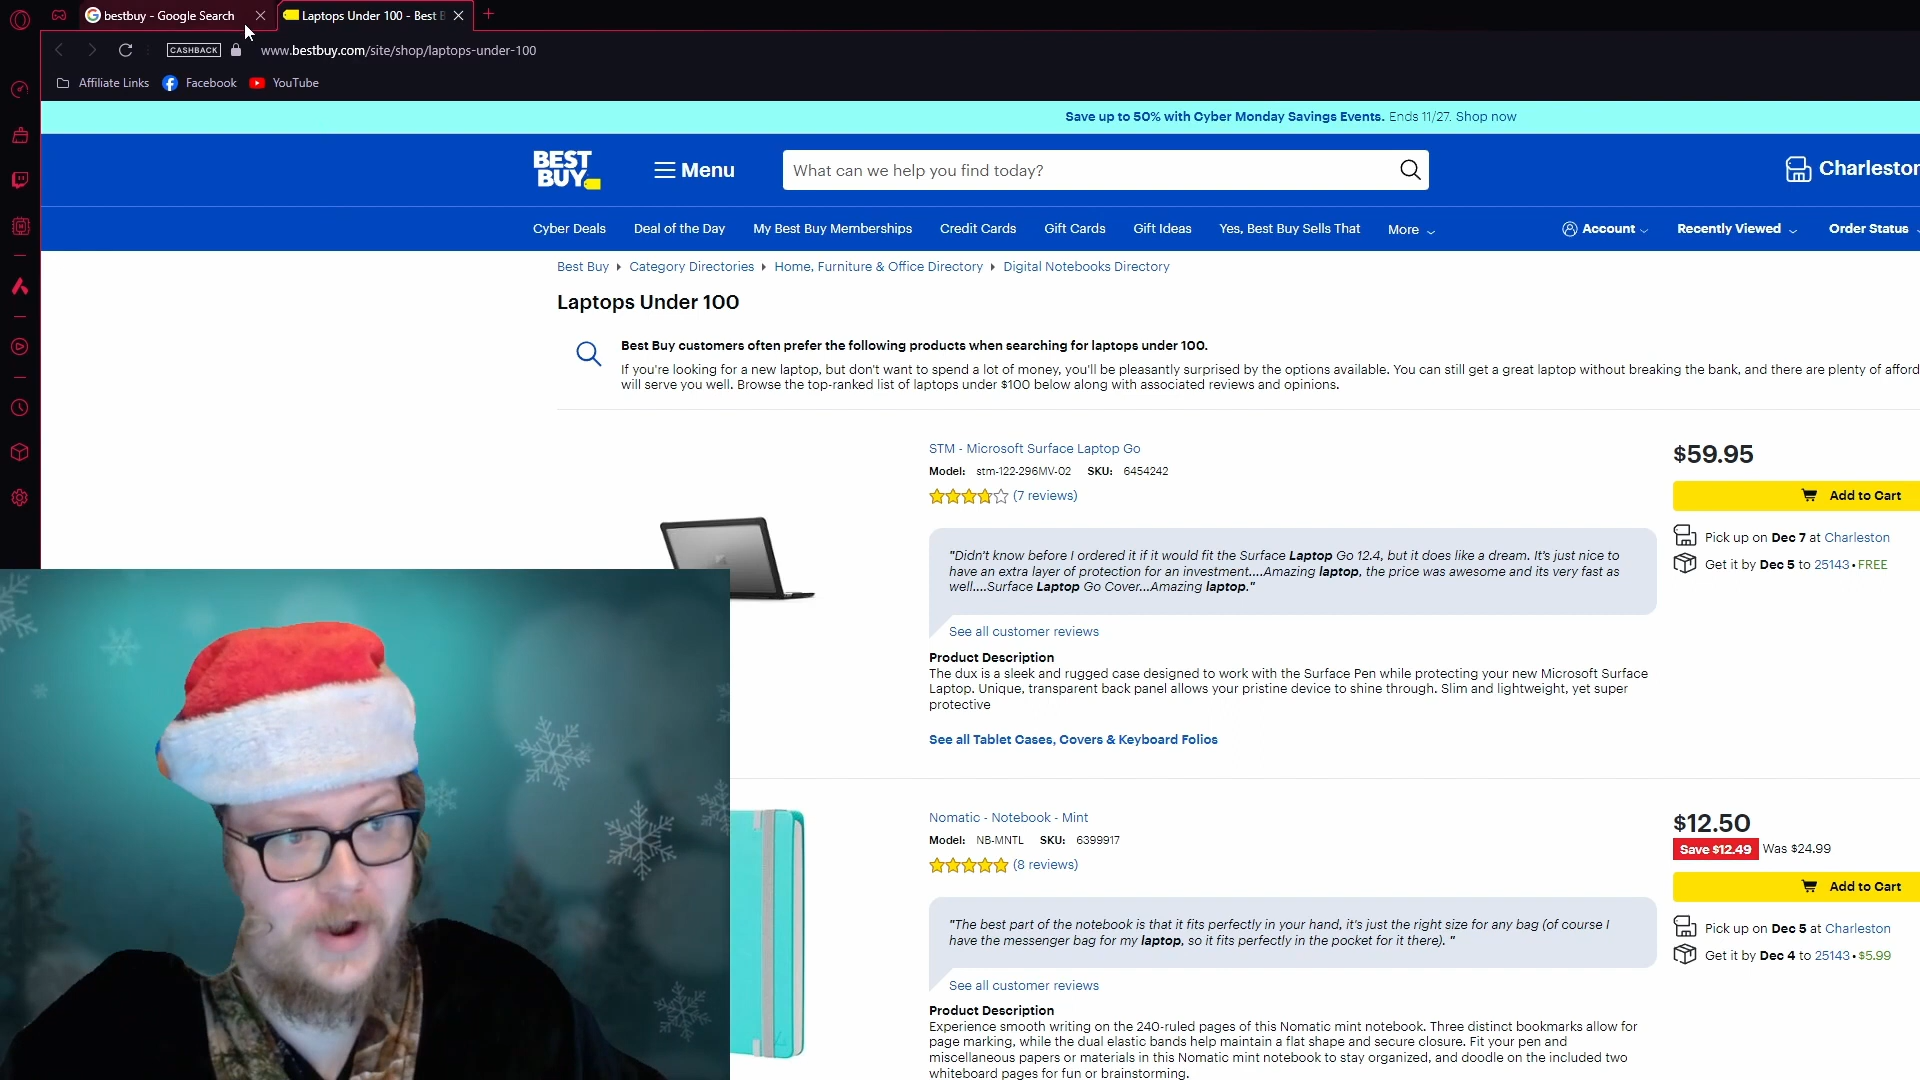 bestbuy - Google Search
Laptops Under 100 - Best B
CASHBACK
www.bestbuy.com/site/shop/laptops-under-100
Affiliate Links
Facebook
YouTube
Save up to 50% with Cyber Monday Savings Events. Ends 11/27. Shop now
BEST BUY
Menu
What can we help you find today?
Charleston
Cyber Deals
Deal of the Day
My Best Buy Memberships
Credit Cards
Gift Cards
Gift Ideas
Yes, Best Buy Sells That
More
Account
Recently Viewed
Order Status
Best Buy
Category Directories
Home, Furniture & Office Directory
Digital Notebooks Directory
Laptops Under 100
Best Buy customers often prefer the following products when searching for laptops under 100.
If you're looking for a new laptop, but don't want to spend a lot of money, you'll be pleasantly surprised by the options available. You can still get a great laptop without breaking the bank, and there are plenty of afford
will serve you well. Browse the top-ranked list of laptops under $100 below along with associated reviews and opinions.
STM - Microsoft Surface Laptop Go
Model: stm-122-296MV-02 SKU: 6454242
(7 reviews)
"Didn't know before I ordered it if it would fit the Surface Laptop Go 12.4, but it does like a dream. It's just nice to
have an extra layer of protection for an investment....Amazing laptop, the price was awesome and its very fast as
well....Surface Laptop Go Cover...Amazing laptop."
See all customer reviews
Product Description
The dux is a sleek and rugged case designed to work with the Surface Pen while protecting your new Microsoft Surface
Laptop. Unique, transparent back panel allows your pristine device to shine through. Slim and lightweight, yet super
protective
See all Tablet Cases, Covers & Keyboard Folios
$59.95
Add to Cart
Pick up on Dec 7 at Charleston
Get it by Dec 5 to 25143 • FREE
Nomatic - Notebook - Mint
Model: NB-MNTL SKU: 6399917
(8 reviews)
"The best part of the notebook is that it fits perfectly in your hand, it's just the right size for any bag (of course I
have the messenger bag for my laptop, so it fits perfectly in the pocket for it there). "
See all customer reviews
Product Description
Experience smooth writing on the 240-ruled pages of this Nomatic mint notebook. Three distinct bookmarks allow for
page marking, while the dual elastic bands help maintain a flat shape and secure closure. Fit your pen and
miscellaneous papers or materials in this Nomatic mint notebook to stay organized, and doodle on the included two
whiteboard pages for fun or brainstorming.
$12.50
Save $12.49 Was $24.99
Add to Cart
Pick up on Dec 5 at Charleston
Get it by Dec 4 to 25143 • $5.99